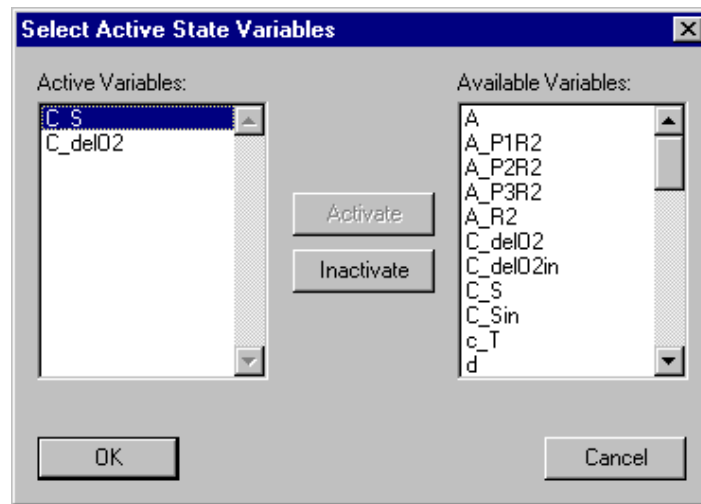 Select Active State Variables
Active Variables:
C_S
C_delO2
Activate
Inactivate
Available Variables:
A
A_P1R2
A_P2R2
A_P3R2
A_R2
C_delO2
C_delO2in
C_S
C_Sin
c_T
d
OK
Cancel